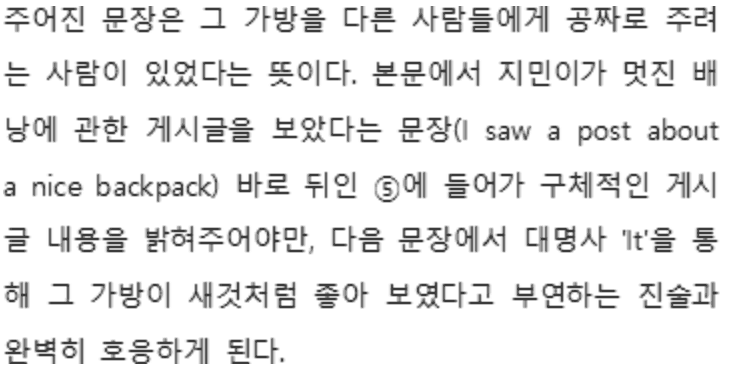 주어진 문장은 그 가방을 다른 사람들에게 공짜로 주려
는 사람이 있었다는 뜻이다. 본문에서 지민이가 멋진 배
낭에 관한 게시글을 보았다는 문장(I saw a post about
a nice backpack) 바로 뒤인 ⑤에 들어가 구체적인 게시
글 내용을 밝혀주어야만, 다음 문장에서 대명사 'It'을 통
해 그 가방이 새것처럼 좋아 보였다고 부연하는 진술과
완벽히 호응하게 된다.